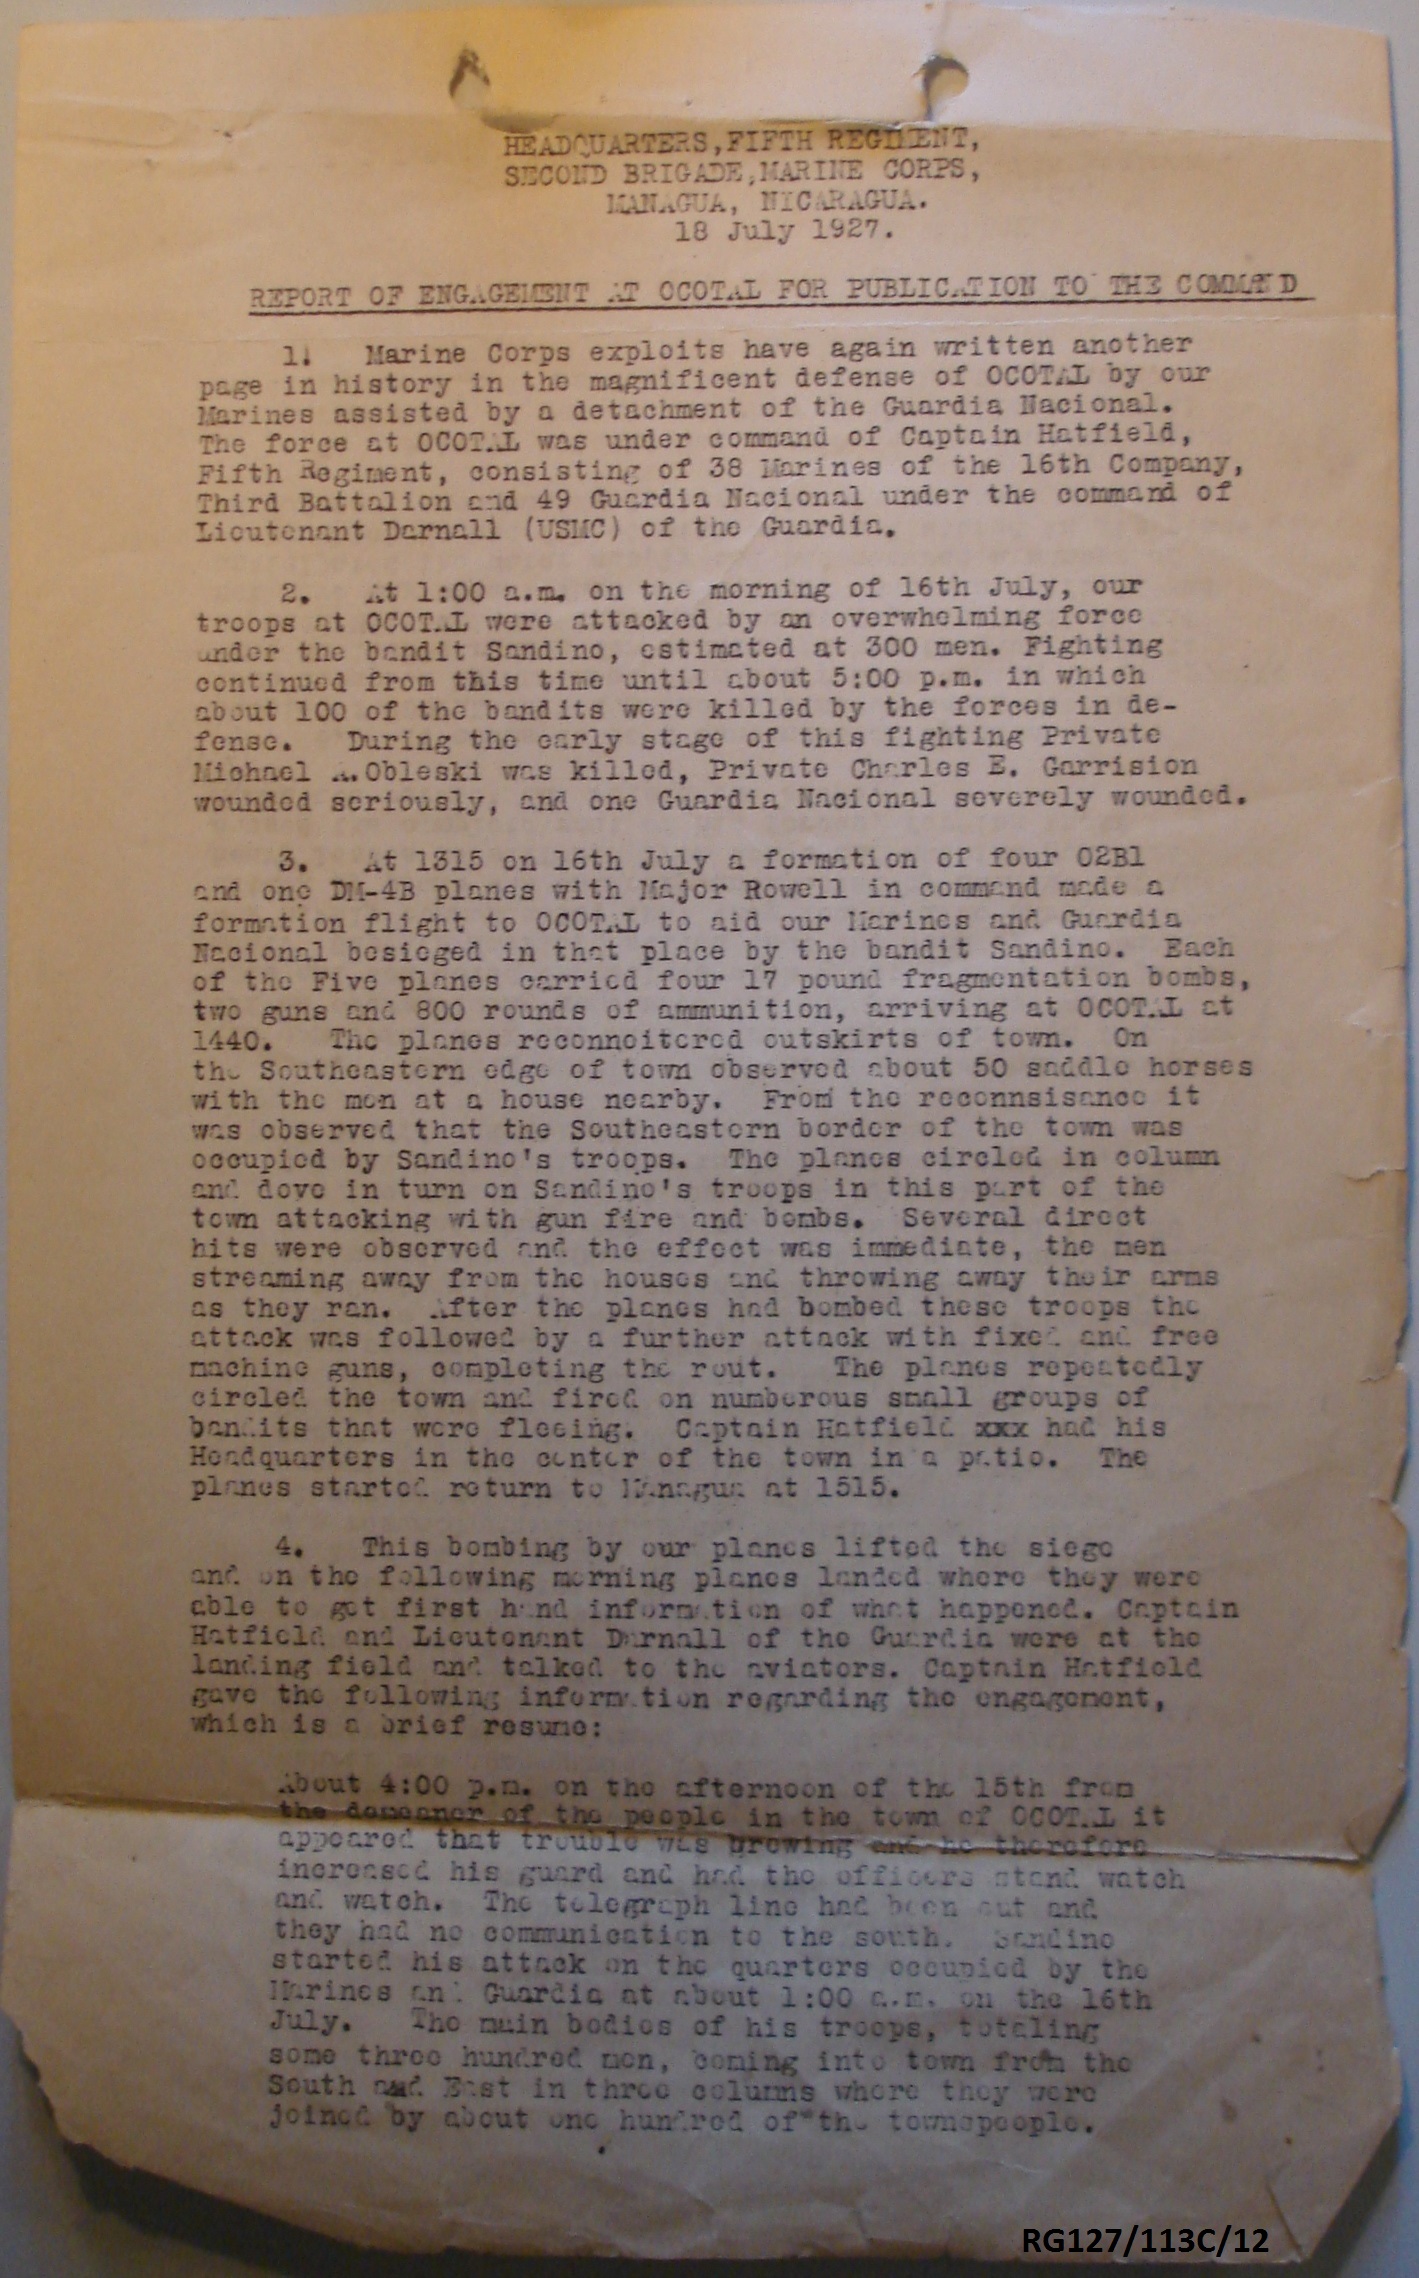 HEADQUARTERS, FIFTH REGIMENT,
SECOND BRIGADE, MARINE CORPS,
MANAGUA, NICARAGUA.
18 July 1927.
REPORT OF ENGAGEMENT AT OCOTAL FOR PUBLICATION TO THE COMMAND
1. Marine Corps exploits have again written another
page in history in the magnificent defense of OCOTAL by our
Marines assisted by a detachment of the Guardia Nacional.
The force at OCOTAL was under command of Captain Hatfield,
Fifth Regiment, consisting of 38 Marines of the 16th Company,
Third Battalion and 49 Guardia Nacional under the command of
Lieutenant Darnall (USMC) of the Guardia.
2. At 1:00 a.m. on the morning of 16th July, our
troops at OCOTAL were attacked by an overwhelming force
under the bandit Sandino, estimated at 300 men. Fighting
continued from this time until about 5:00 p.m. in which
about 100 of the bandits were killed by the forces in de-
fense. During the early stage of this fighting Private
Michael A. Obleski was killed, Private Charles E. Garrision
wounded seriously, and one Guardia Nacional severely wounded.
3. At 1315 on 16th July a formation of four O2B1
and one DM-4B planes with Major Rowell in command made a
formation flight to OCOTAL to aid our Marines and Guardia
Nacional besieged in that place by the bandit Sandino. Each
of the Five planes carried four 17 pound fragmentation bombs,
two guns and 800 rounds of ammunition, arriving at OCOTAL at
1440. The planes reconnoitered outskirts of town. On
the Southeastern edge of town observed about 50 saddle horses
with the men at a house nearby. From the reconnsisance it
was observed that the Southeastern border of the town was
occupied by Sandino's troops. The planes circled in column
and dove in turn on Sandino's troops in this part of the
town attacking with gun fire and bombs. Several direct
hits were observed and the effect was immediate, the men
streaming away from the houses and throwing away their arms
as they ran. After the planes had bombed these troops the
attack was followed by a further attack with fixed and free
machine guns, completing the rout. The planes repeatedly
circled the town and fired on numberous small groups of
bandits that were fleeing. Captain Hatfield xxx had his
Headquarters in the center of the town in a patio. The
planes started return to Managua at 1515.
4. This bombing by our planes lifted the siege
and on the following morning planes landed where they were
able to get first hand information of what happened. Captain
Hatfield and Lieutenant Darnall of the Guardia were at the
landing field and talked to the aviators. Captain Hatfield
gave the following information regarding the engagement,
which is a brief resume:
About 4:00 p.m. on the afternoon of the 15th from
the demeanor of the people in the town of OCOTAL it
appeared that trouble was brewing and he therefore
increased his guard and had the officers stand watch
and watch. The telegraph line had been cut and
they had no communication to the south. Sandino
started his attack on the quarters occupied by the
Marines and Guardia at about 1:00 a.m. on the 16th
July. The main bodies of his troops, totaling
some three hundred men, coming into town from the
South and East in three columns where they were
joined by about one hundred of the townspeople.
RG127/113C/12